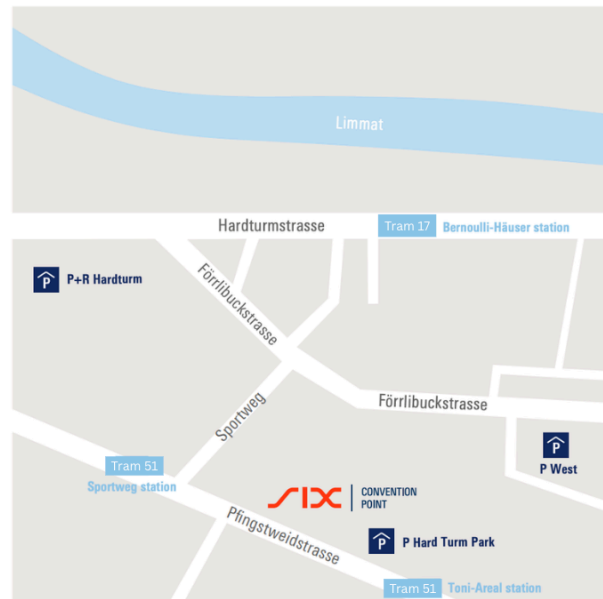 Limmat
Hardturmstrasse
Tram 17
Bernoulli-Häuser station
P
P+R Hardturm
Förrlibuckstrasse
Förrlibuckstrasse
Sportweg
P
P West
Tram 51
Sportweg station
SIX
CONVENTION
POINT
Pfingstweidstrasse
P
P Hard Turm Park
Tram 51
Toni-Areal station